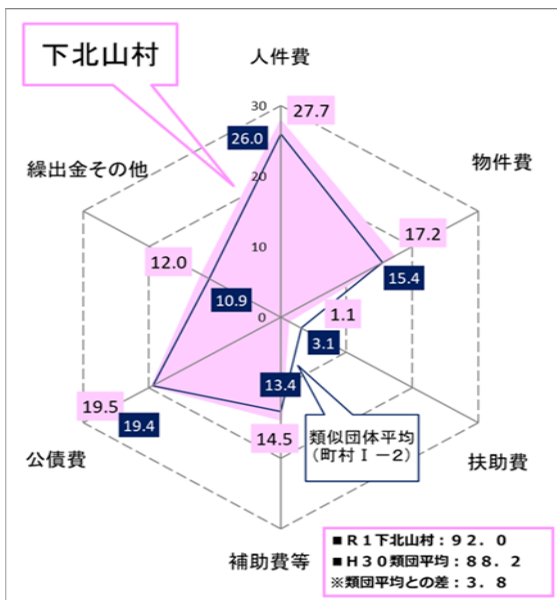 下北山村
人件費
30
27.7
26.0
物件費
繰出金その他
20
17.2
12.0
10
15.4
10.9
0
1.1
3.1
13.4
19.5
類似団体平均
(町村Ⅰ－2)
19.4
14.5
公債費
扶助費
補助費等
■R1下北山村：92.0
■H30類団平均：88.2
※類団平均との差：3.8